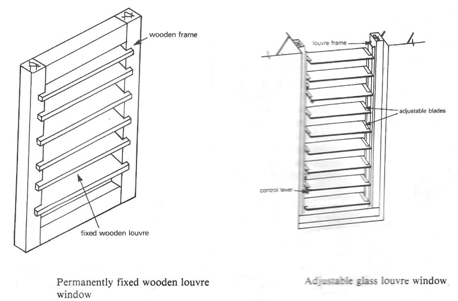 wooden frame
fixed wooden louvre
Permanently fixed wooden louvre
window
louvre frame
adjustable blades
control lever
Adjustable glass louvre window